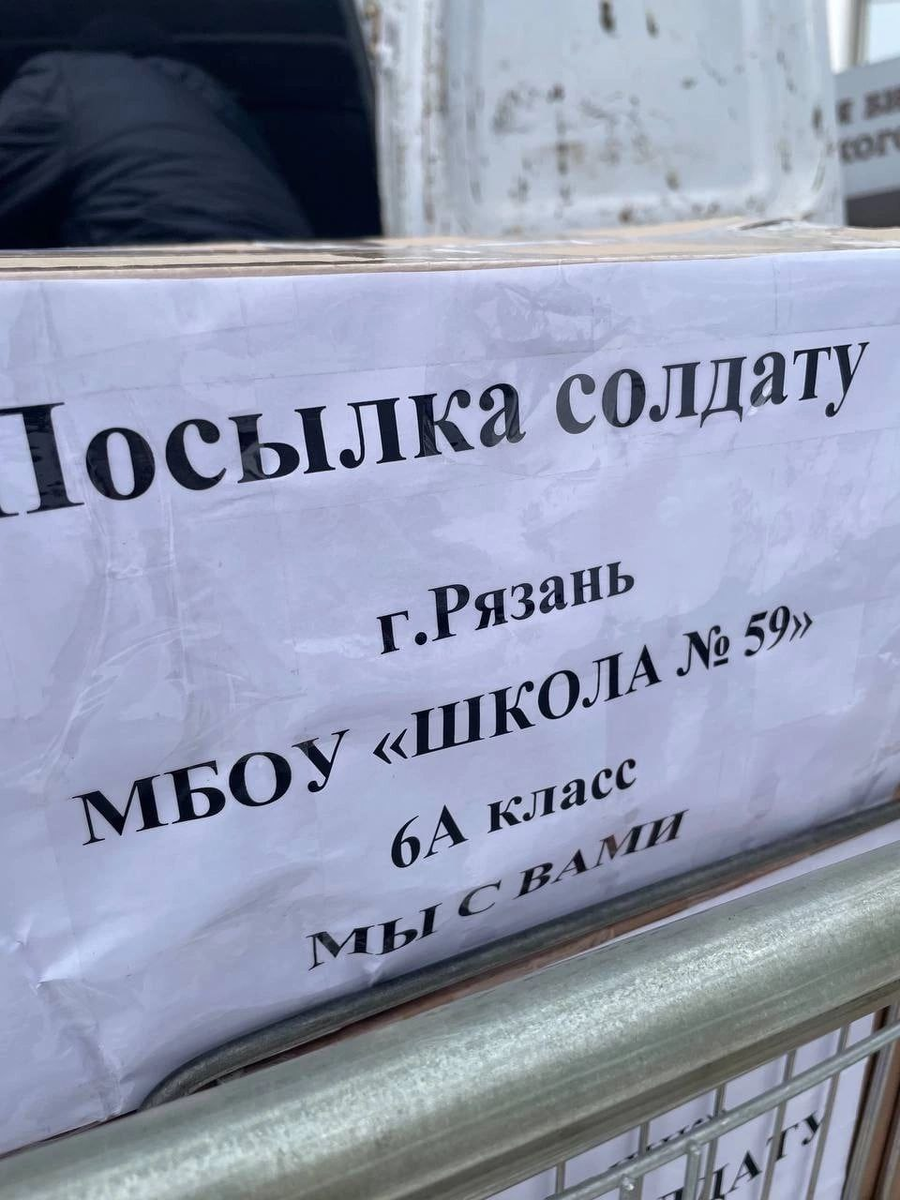 Посылка солдату
г.Рязань
МБОУ «ШКОЛА № 59»
6А класс
МЫ С ВАМИ